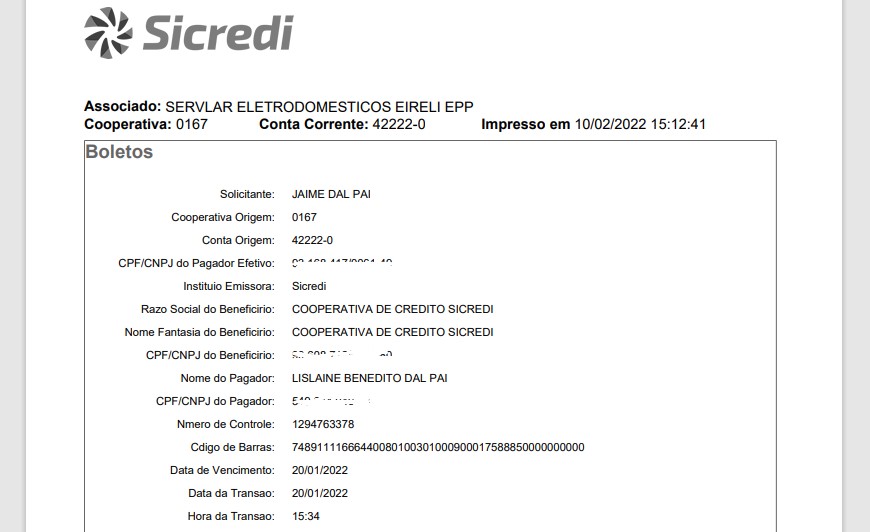 Sicredi
Associado: SERVLAR ELETRODOMESTICOS EIRELI EPP
Cooperativa: 0167 Conta Corrente: 42222-0 Impresso em 10/02/2022 15:12:41
Boletos
Solicitante: JAIME DAL PAI
Cooperativa Origem: 0167
Conta Origem: 42222-0
CPF/CNPJ do Pagador Efetivo:
Instituio Emissora: Sicredi
Razo Social do Beneficirio: COOPERATIVA DE CREDITO SICREDI
Nome Fantasia do Beneficirio: COOPERATIVA DE CREDITO SICREDI
CPF/CNPJ do Beneficirio:
Nome do Pagador: LISLAINE BENEDITO DAL PAI
CPF/CNPJ do Pagador:
Nmero de Controle: 1294763378
Cdigo de Barras: 74891111666440080100301000900017588850000000000
Data de Vencimento: 20/01/2022
Data da Transao: 20/01/2022
Hora da Transao: 15:34